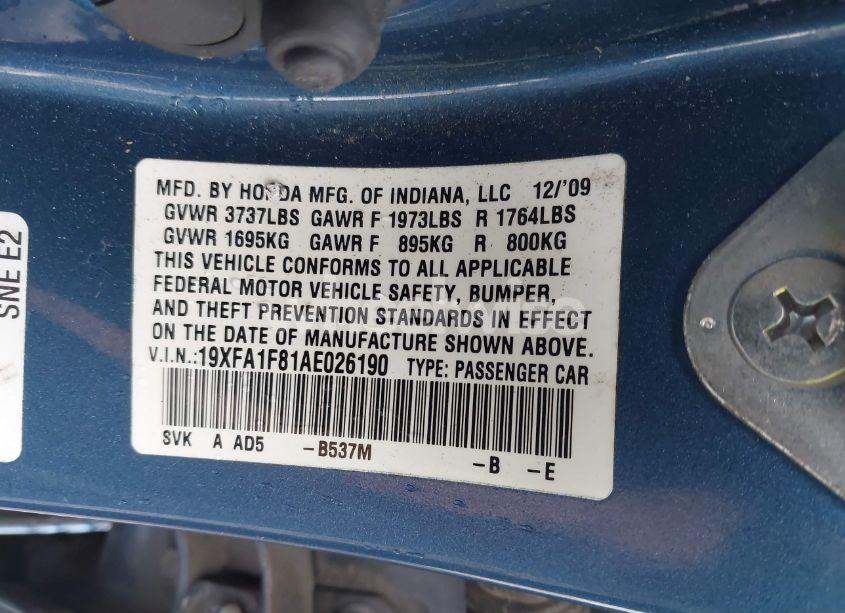 MFD. BY HONDA MFG. OF INDIANA, LLC 12/'09
GVWR 3737LBS GAWR F 1973LBS R 1764LBS
GVWR 1695KG GAWR F 895KG R 800KG
THIS VEHICLE CONFORMS TO ALL APPLICABLE
FEDERAL MOTOR VEHICLE SAFETY, BUMPER,
AND THEFT PREVENTION STANDARDS IN EFFECT
ON THE DATE OF MANUFACTURE SHOWN ABOVE.
V.I.N.:19XFA1F81AE026190 TYPE: PASSENGER CAR
SVK A AD5 -B537M -B -E
SNE E2